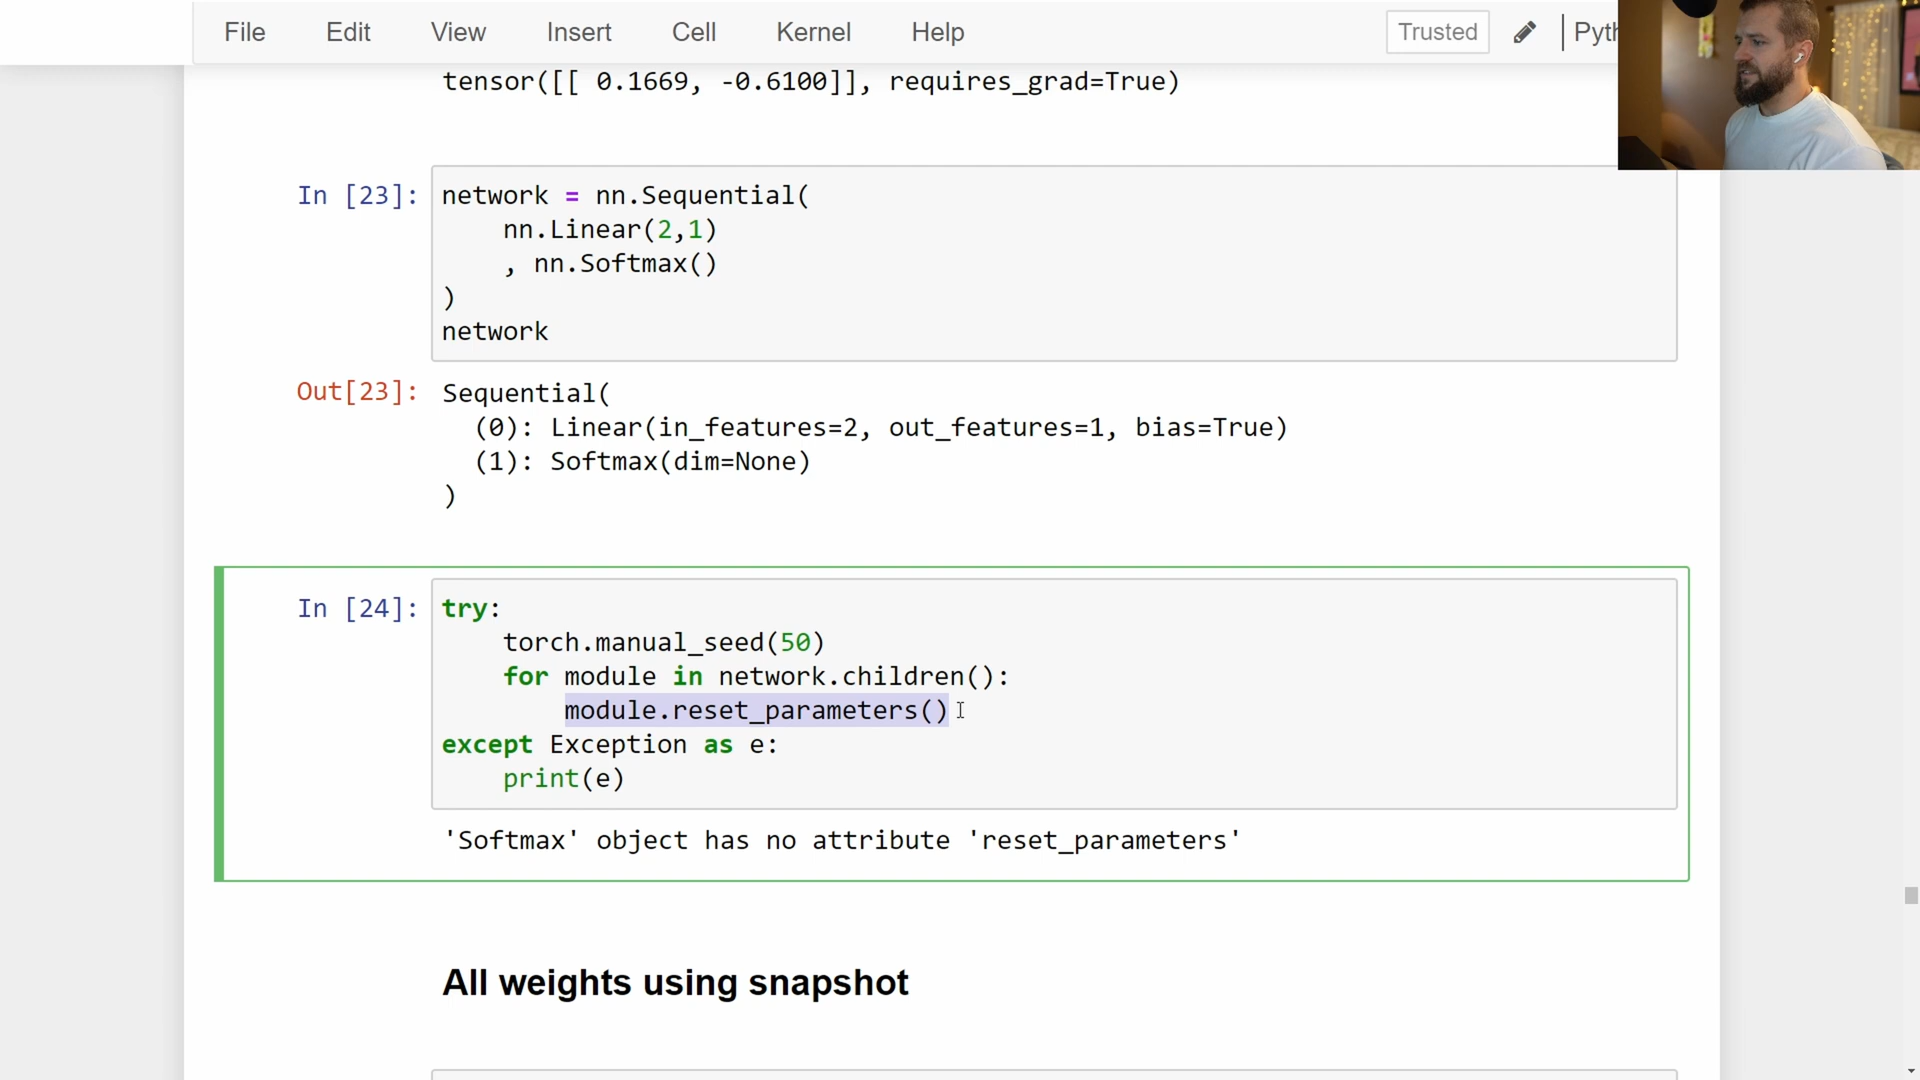 File Edit View Insert Cell Kernel Help Trusted
tensor([[ 0.1669, -0.6100]], requires_grad=True)
In [23]: network = nn.Sequential(
nn.Linear(2,1)
, nn.Softmax()
)
network
Out[23]: Sequential(
(0): Linear(in_features=2, out_features=1, bias=True)
(1): Softmax(dim=None)
)
In [24]: try:
torch.manual_seed(50)
for module in network.children():
module.reset_parameters()
except Exception as e:
print(e)
'Softmax' object has no attribute 'reset_parameters'
All weights using snapshot